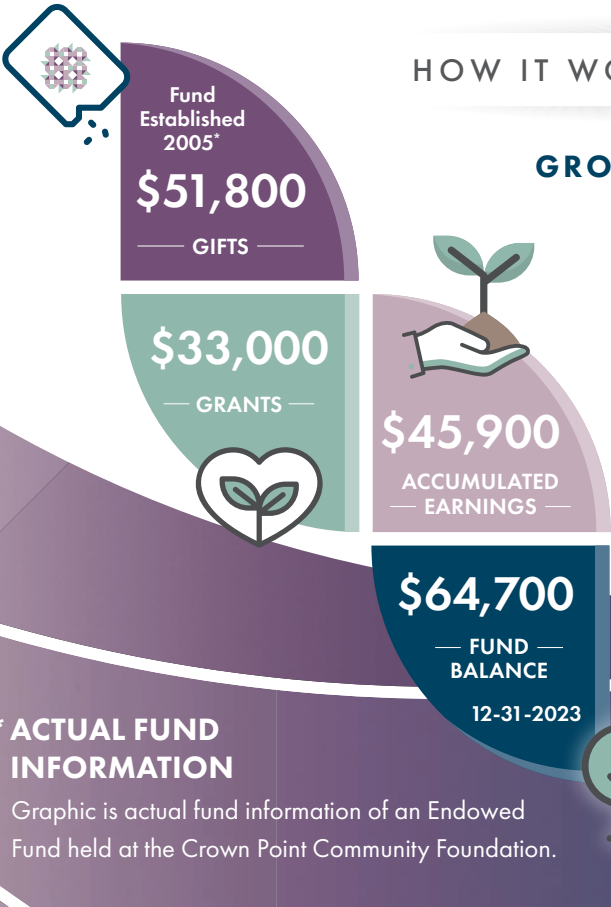 HOW IT WO
GRO
Fund
Established
2005*
$51,800
GIFTS
$33,000
GRANTS
$45,900
ACCUMULATED
EARNINGS
$64,700
FUND
BALANCE
12-31-2023
* ACTUAL FUND
INFORMATION
Graphic is actual fund information of an Endowed
Fund held at the Crown Point Community Foundation.